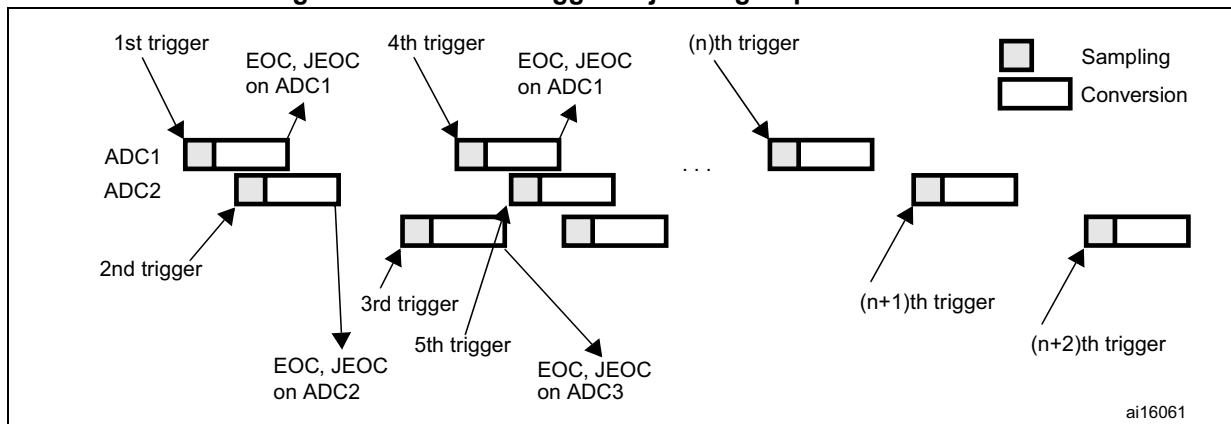 1st trigger
EOC, JEOC
on ADC1
4th trigger
EOC, JEOC
on ADC1
(n)th trigger
Sampling
Conversion
ADC1
ADC2
. . .
2nd trigger
3rd trigger
5th trigger
(n+1)th trigger
(n+2)th trigger
EOC, JEOC
on ADC2
EOC, JEOC
on ADC3
ai16061